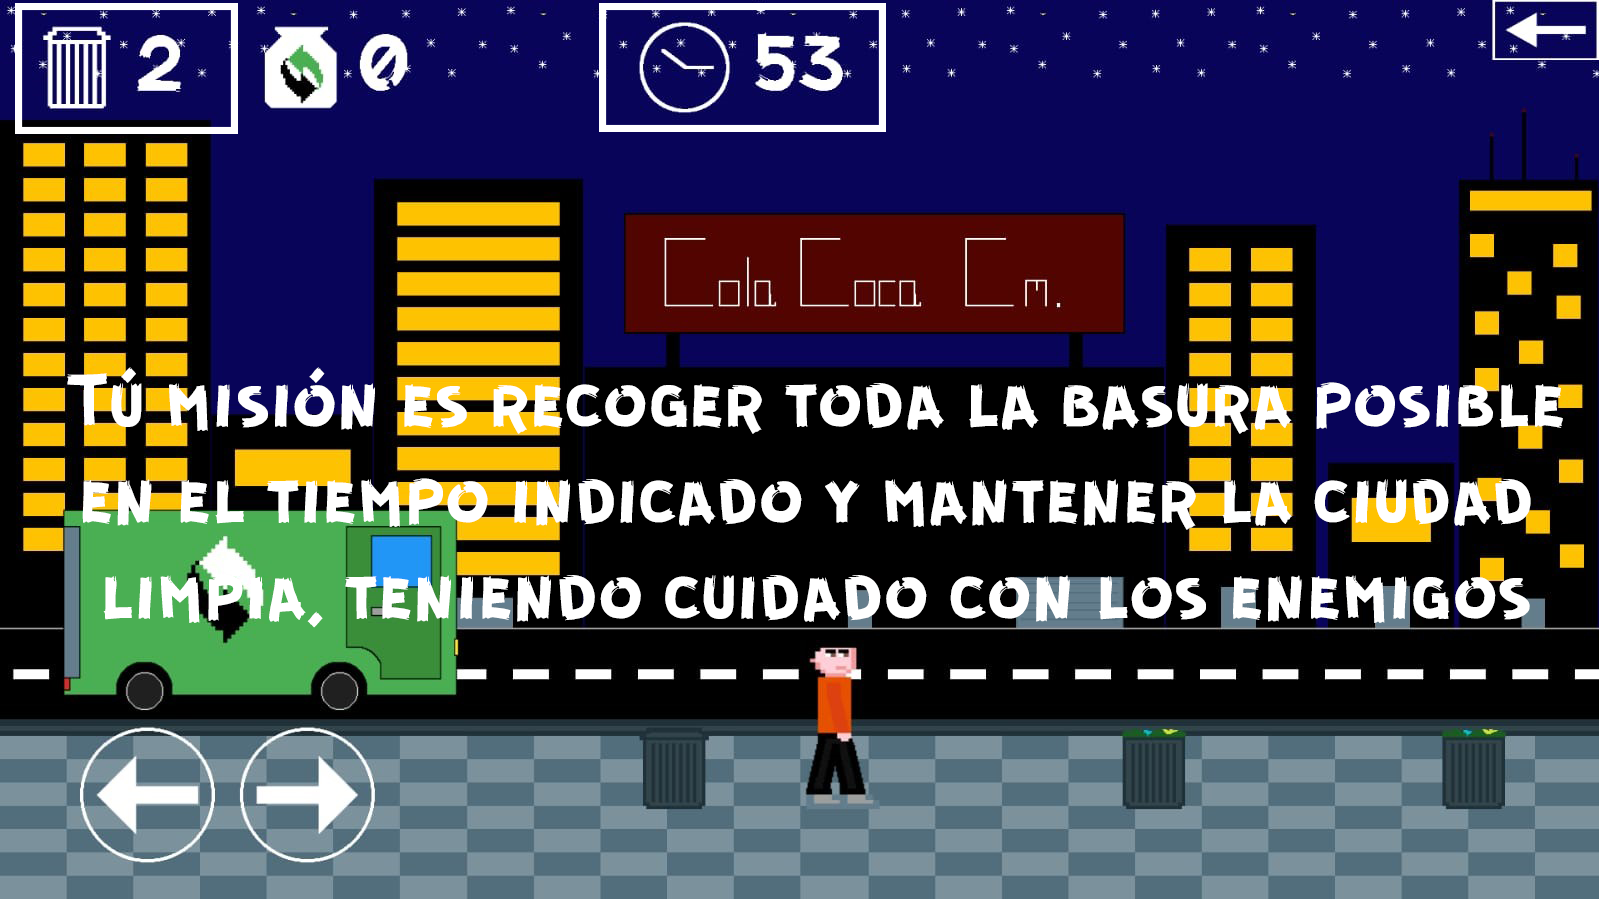 2
0
53
Cola Coca Cm.
TÚ MISIÓN ES RECOGER TODA LA BASURA POSIBLE
EN EL TIEMPO INDICADO Y MANTENER LA CIUDAD
LIMPIA, TENIENDO CUIDADO CON LOS ENEMIGOS